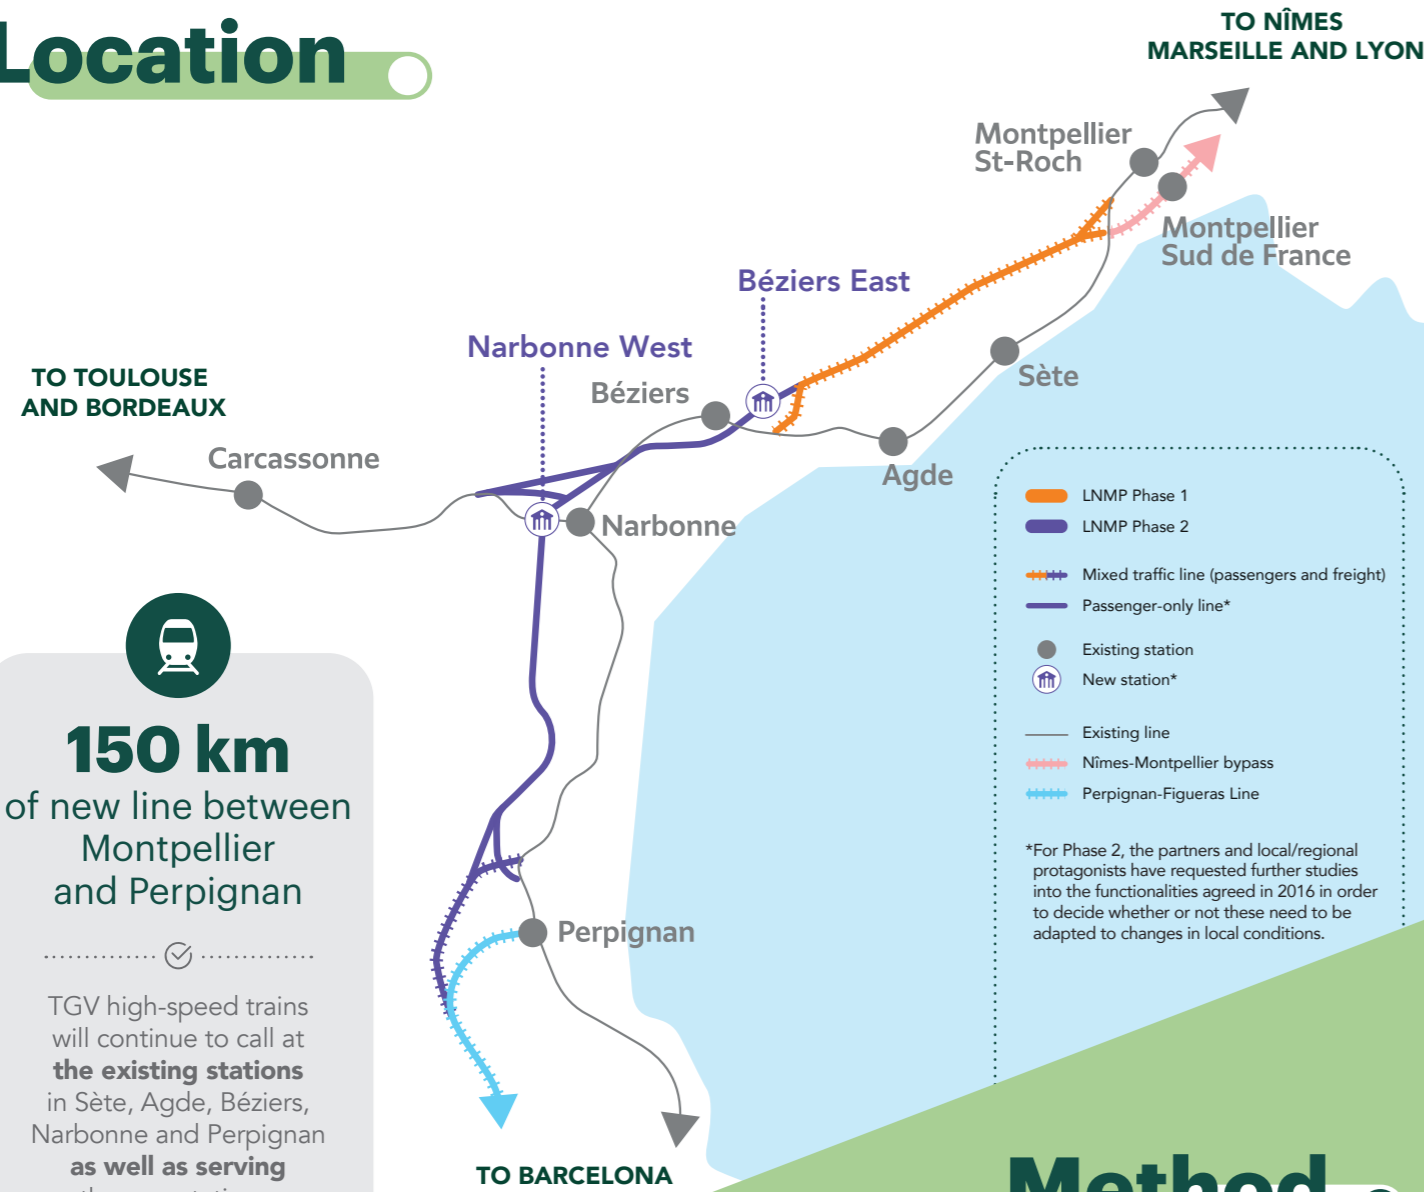 Location
TO NÎMES
MARSEILLE AND LYON
Montpellier
St-Roch
Montpellier
Sud de France
Béziers East
Narbonne West
Béziers
Sète
TO TOULOUSE
AND BORDEAUX
Carcassonne
Agde
Narbonne
LNMP Phase 1
LNMP Phase 2
Mixed traffic line (passengers and freight)
Passenger-only line*
Existing station
New station*
Existing line
Nîmes-Montpellier bypass
Perpignan-Figueras Line
*For Phase 2, the partners and local/regional
protagonists have requested further studies
into the functionalities agreed in 2016 in order
to decide whether or not these need to be
adapted to changes in local conditions.
150 km
of new line between
Montpellier
and Perpignan
TGV high-speed trains
will continue to call at
the existing stations
in Sète, Agde, Béziers,
Narbonne and Perpignan
as well as serving
Perpignan
TO BARCELONA
Method